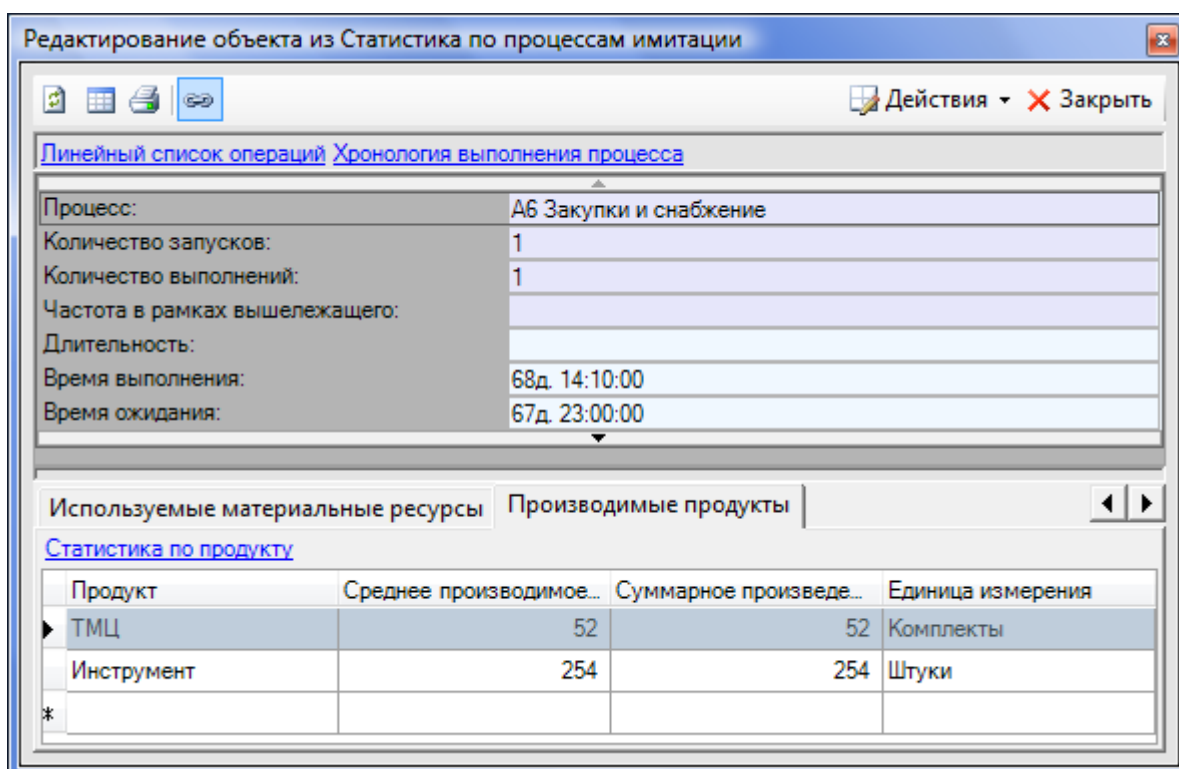 Редактирование объекта из Статистика по процессам имитации
Действия Закрыть
Линейный список операций Хронология выполнения процесса
Процесс: А6 Закупки и снабжение
Количество запусков: 1
Количество выполнений: 1
Частота в рамках вышележащего:
Длительность:
Время выполнения: 68д. 14:10:00
Время ожидания: 67д. 23:00:00
Используемые материальные ресурсы Производимые продукты
Статистика по продукту
Продукт Среднее производимое... Суммарное произведе... Единица измерения
ТМЦ 52 52 Комплекты
Инструмент 254 254 Штуки